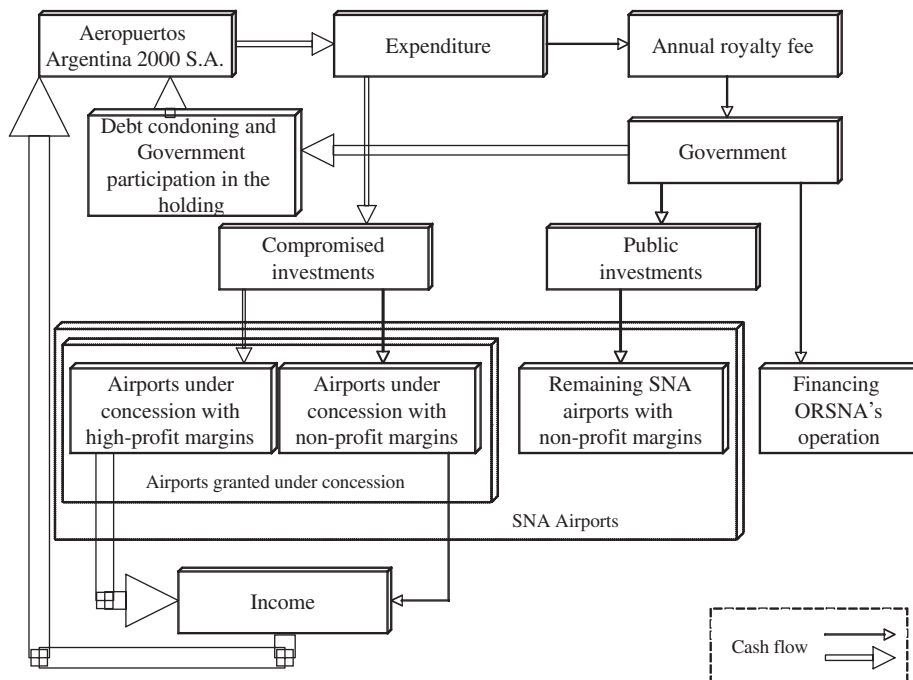 Aeropuertos
Argentina 2000 S.A.
Expenditure
Annual royalty fee
Debt condoning and
Government
participation in the
holding
Government
Compromised
investments
Public
investments
Airports under
concession with
high-profit margins
Airports under
concession with
non-profit margins
Remaining SNA
airports with
non-profit margins
Financing
ORSNA's
operation
Airports granted under concession
SNA Airports
Income
Cash flow